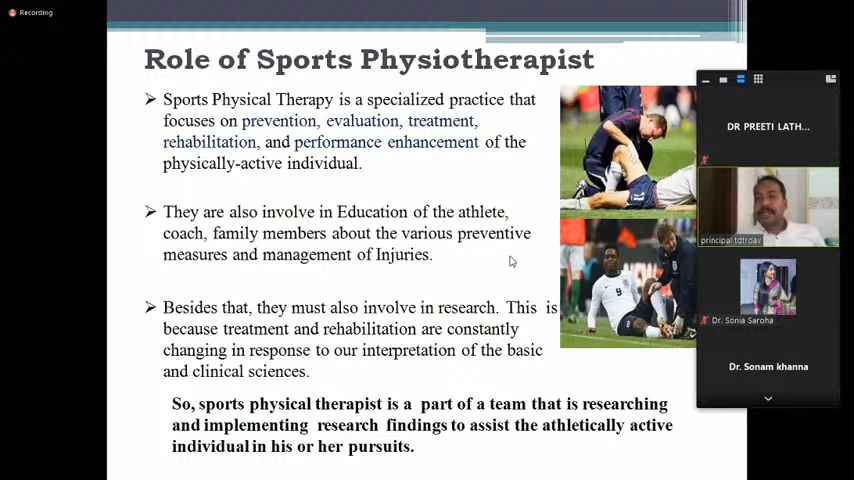 Recording
Role of Sports Physiotherapist
➢ Sports Physical Therapy is a specialized practice that
focuses on prevention, evaluation, treatment,
rehabilitation, and performance enhancement of the
physically-active individual.
➢ They are also involve in Education of the athlete,
coach, family members about the various preventive
measures and management of Injuries.
➢ Besides that, they must also involve in research. This is
because treatment and rehabilitation are constantly
changing in response to our interpretation of the basic
and clinical sciences.
So, sports physical therapist is a part of a team that is researching
and implementing research findings to assist the athletically active
individual in his or her pursuits.
DR PREETI LATH...
principal tdtrdav
Dr. Sonia Saroha
Dr. Sonam khanna